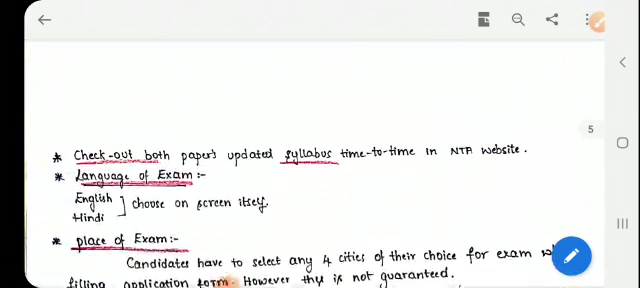 5
* Check-out both paper's updated syllabus time-to-time in NTA website.
* Language of Exam:-
English
Hindi ] choose on screen itself.
* place of Exam:-
Candidates have to select any 4 cities of their choice for exam
filling application form. However this is not guaranteed.